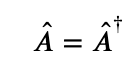 Â = Â†